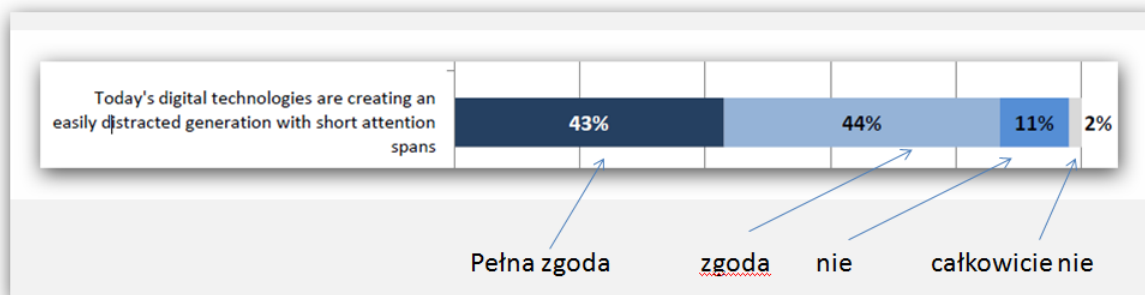 Today's digital technologies are creating an
easily distracted generation with short attention
spans
43% 44% 11% 2%
Pełna zgoda zgoda nie całkowicie nie